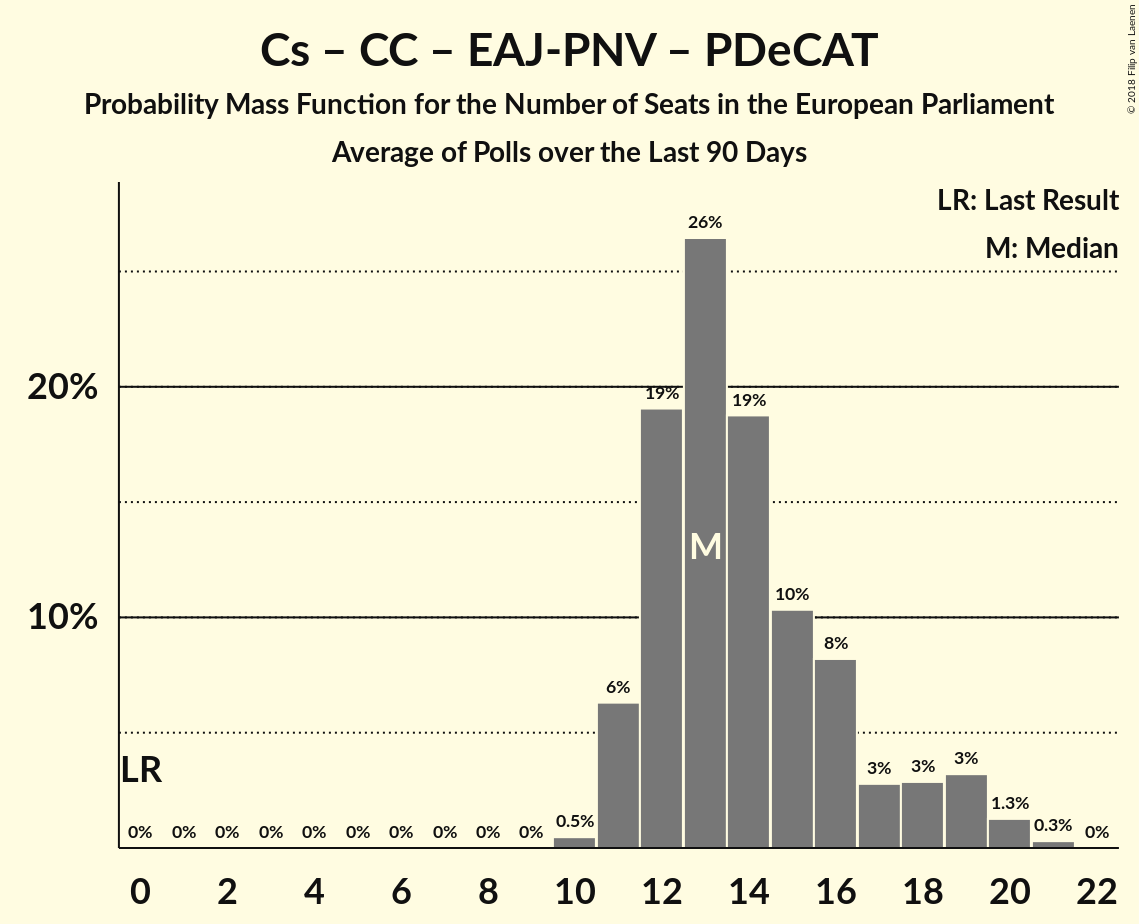 Cs – CC – EAJ-PNV – PDeCAT
Probability Mass Function for the Number of Seats in the European Parliament
Average of Polls over the Last 90 Days
© 2018 Filip van Laenen
LR: Last Result
M: Median
26%
20%
19%
19%
M
10%
10%
8%
6%
LR
3%
3%
3%
1.3%
0% 0% 0% 0% 0% 0% 0% 0% 0% 0% 0.5% 0.3% 0%
0 2 4 6 8 10 12 14 16 18 20 22